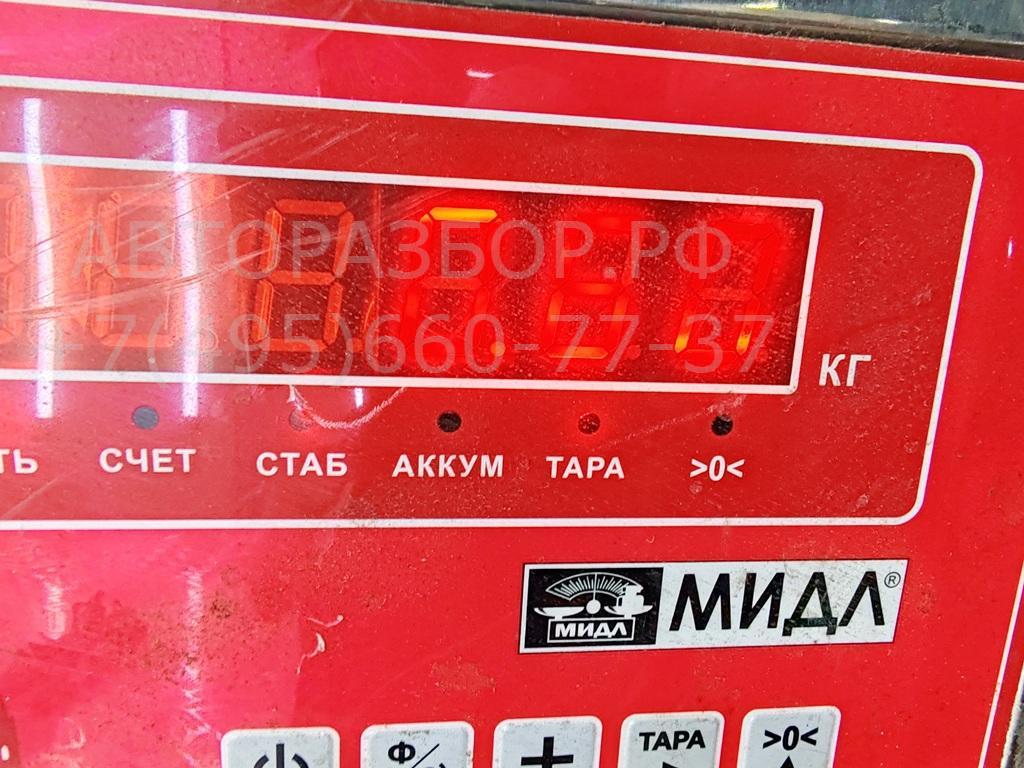 АВТОРАЗБОР.РФ
+7(495)660-77-37
КГ
СЧЕТ СТАБ АККУМ ТАРА >0<
МИДЛ МИДЛ®
ТАРА >0<